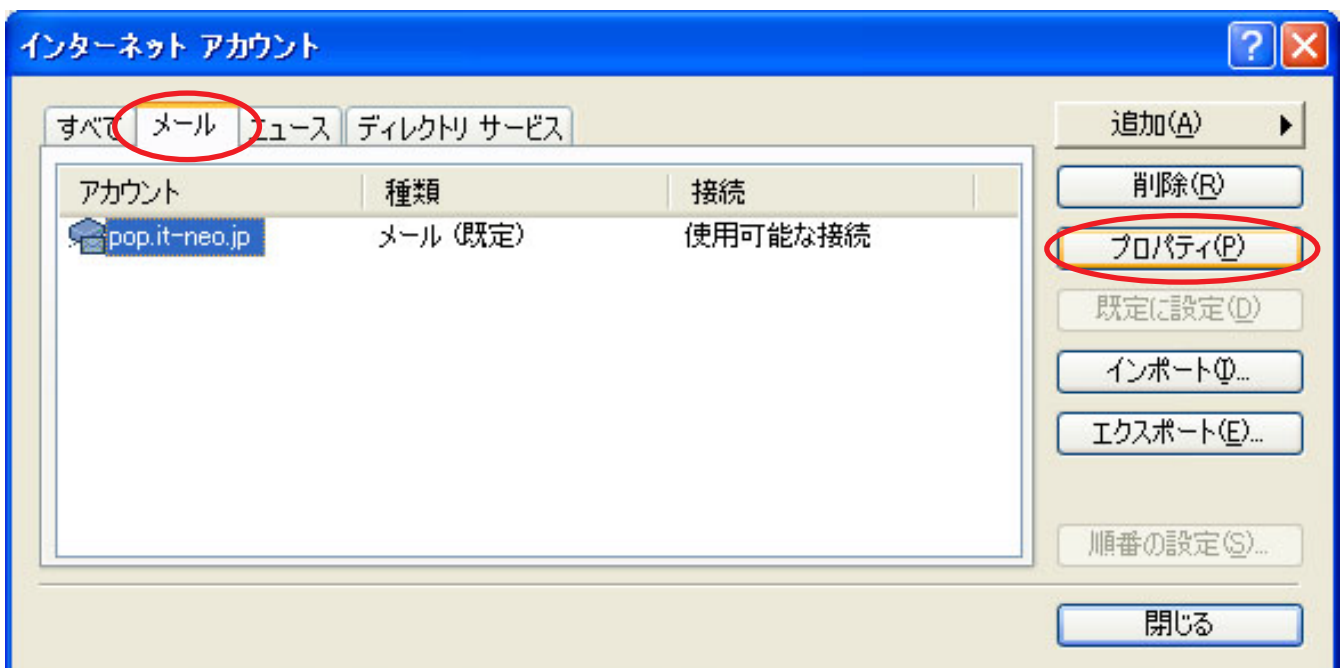 インターネット アカウント
すべて メール ニュース ディレクトリ サービス
アカウント 種類 接続
pop.it-neo.jp メール (既定) 使用可能な接続
追加(A)
削除(R)
プロパティ(P)
既定に設定(D)
インポート(I)...
エクスポート(E)...
順番の設定(S)...
閉じる